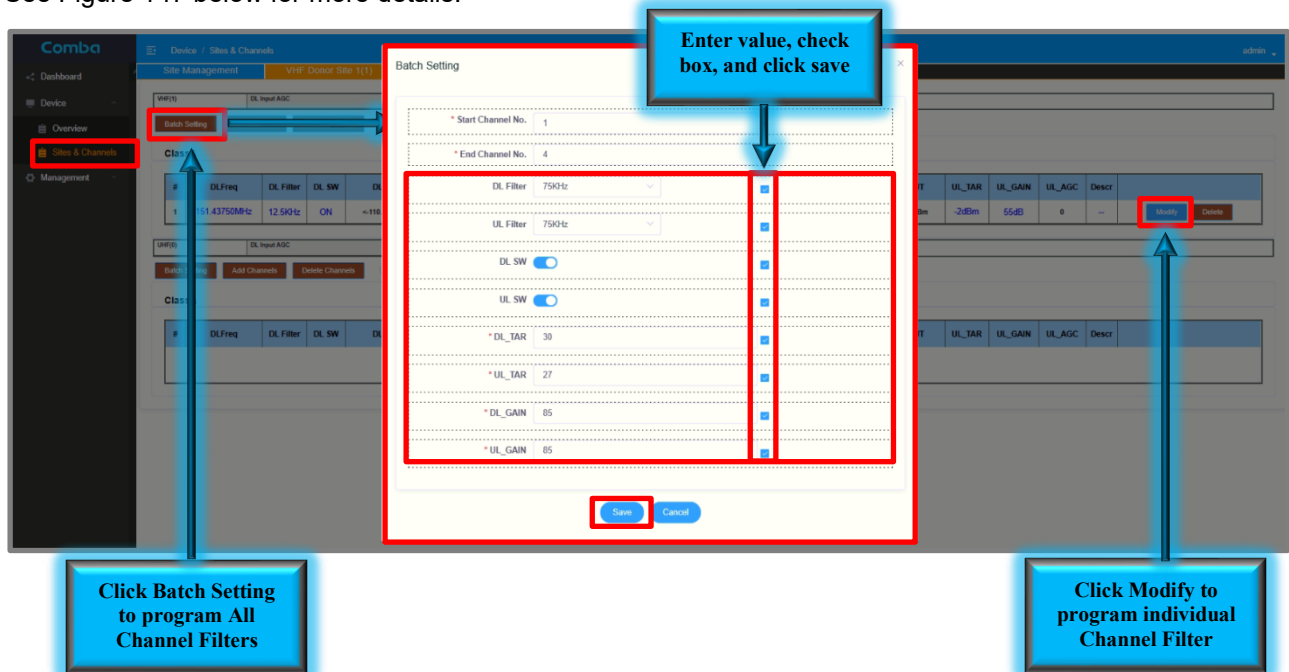 See Figure 147 below for more details.
Enter value, check
box, and click save
Comba
Device / Sites & Channels
admin
Dashboard
Device
Overview
Sites & Channels
Management
Site Management
VHF Donor Site 1(1)
VHF(1)
DL Input AGC
Batch Setting
Class
# DLFreq DL Filter DL SW
UL_TAR UL_GAIN UL_AGC Descr
1 151.43750MHz 12.5KHz ON
-2dBm 55dB 0 --
Modify Delete
UHF(0)
DL Input AGC
Batch Setting Add Channels Delete Channels
Class
# DLFreq DL Filter DL SW
UL_TAR UL_GAIN UL_AGC Descr
Batch Setting
×
* Start Channel No. 1
* End Channel No. 4
DL Filter 75KHz
UL Filter 75KHz
DL SW
UL SW
* DL_TAR 30
* UL_TAR 27
* DL_GAIN 85
* UL_GAIN 85
Save Cancel
Click Batch Setting
to program All
Channel Filters
Click Modify to
program individual
Channel Filter